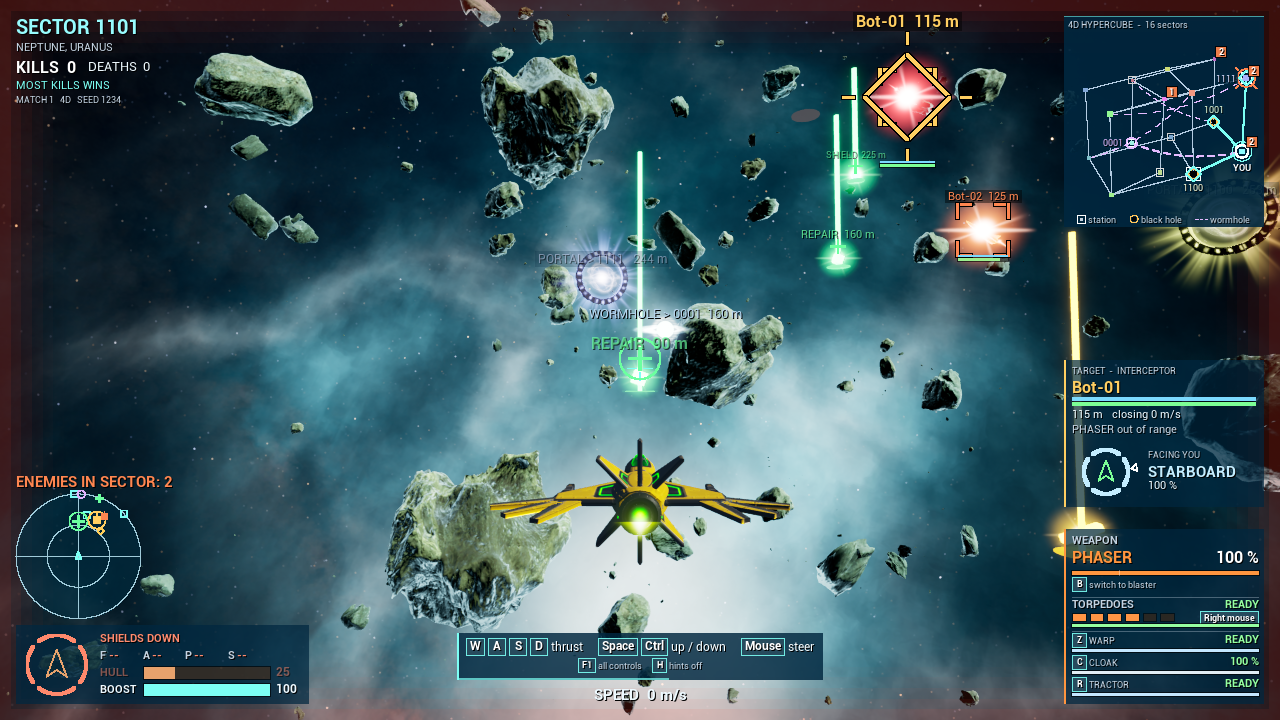 SECTOR 1101
NEPTUNE, URANUS
KILLS 0 DEATHS 0
MOST KILLS WINS
MATCH 1 4D SEED 1234
Bot-01 115 m
SHIELD 225 m
Bot-02 125 m
REPAIR 160 m
PORTAL > 1111 244 m
WORMHOLE > 0001 160 m
REPAIR 90 m
4D HYPERCUBE - 16 sectors
2
1111
2
1001
0001
2
YOU
1100
station black hole wormhole
TARGET - INTERCEPTOR
Bot-01
115 m closing 0 m/s
PHASER out of range
FACING YOU
STARBOARD
100 %
ENEMIES IN SECTOR: 2
WEAPON
PHASER 100 %
B switch to blaster
TORPEDOES READY
Right mouse
Z WARP READY
C CLOAK 100 %
R TRACTOR READY
SHIELDS DOWN
F -- A -- P -- S --
HULL 25
BOOST 100
W A S D thrust Space Ctrl up / down Mouse steer
F1 all controls H hints off
SPEED 0 m/s